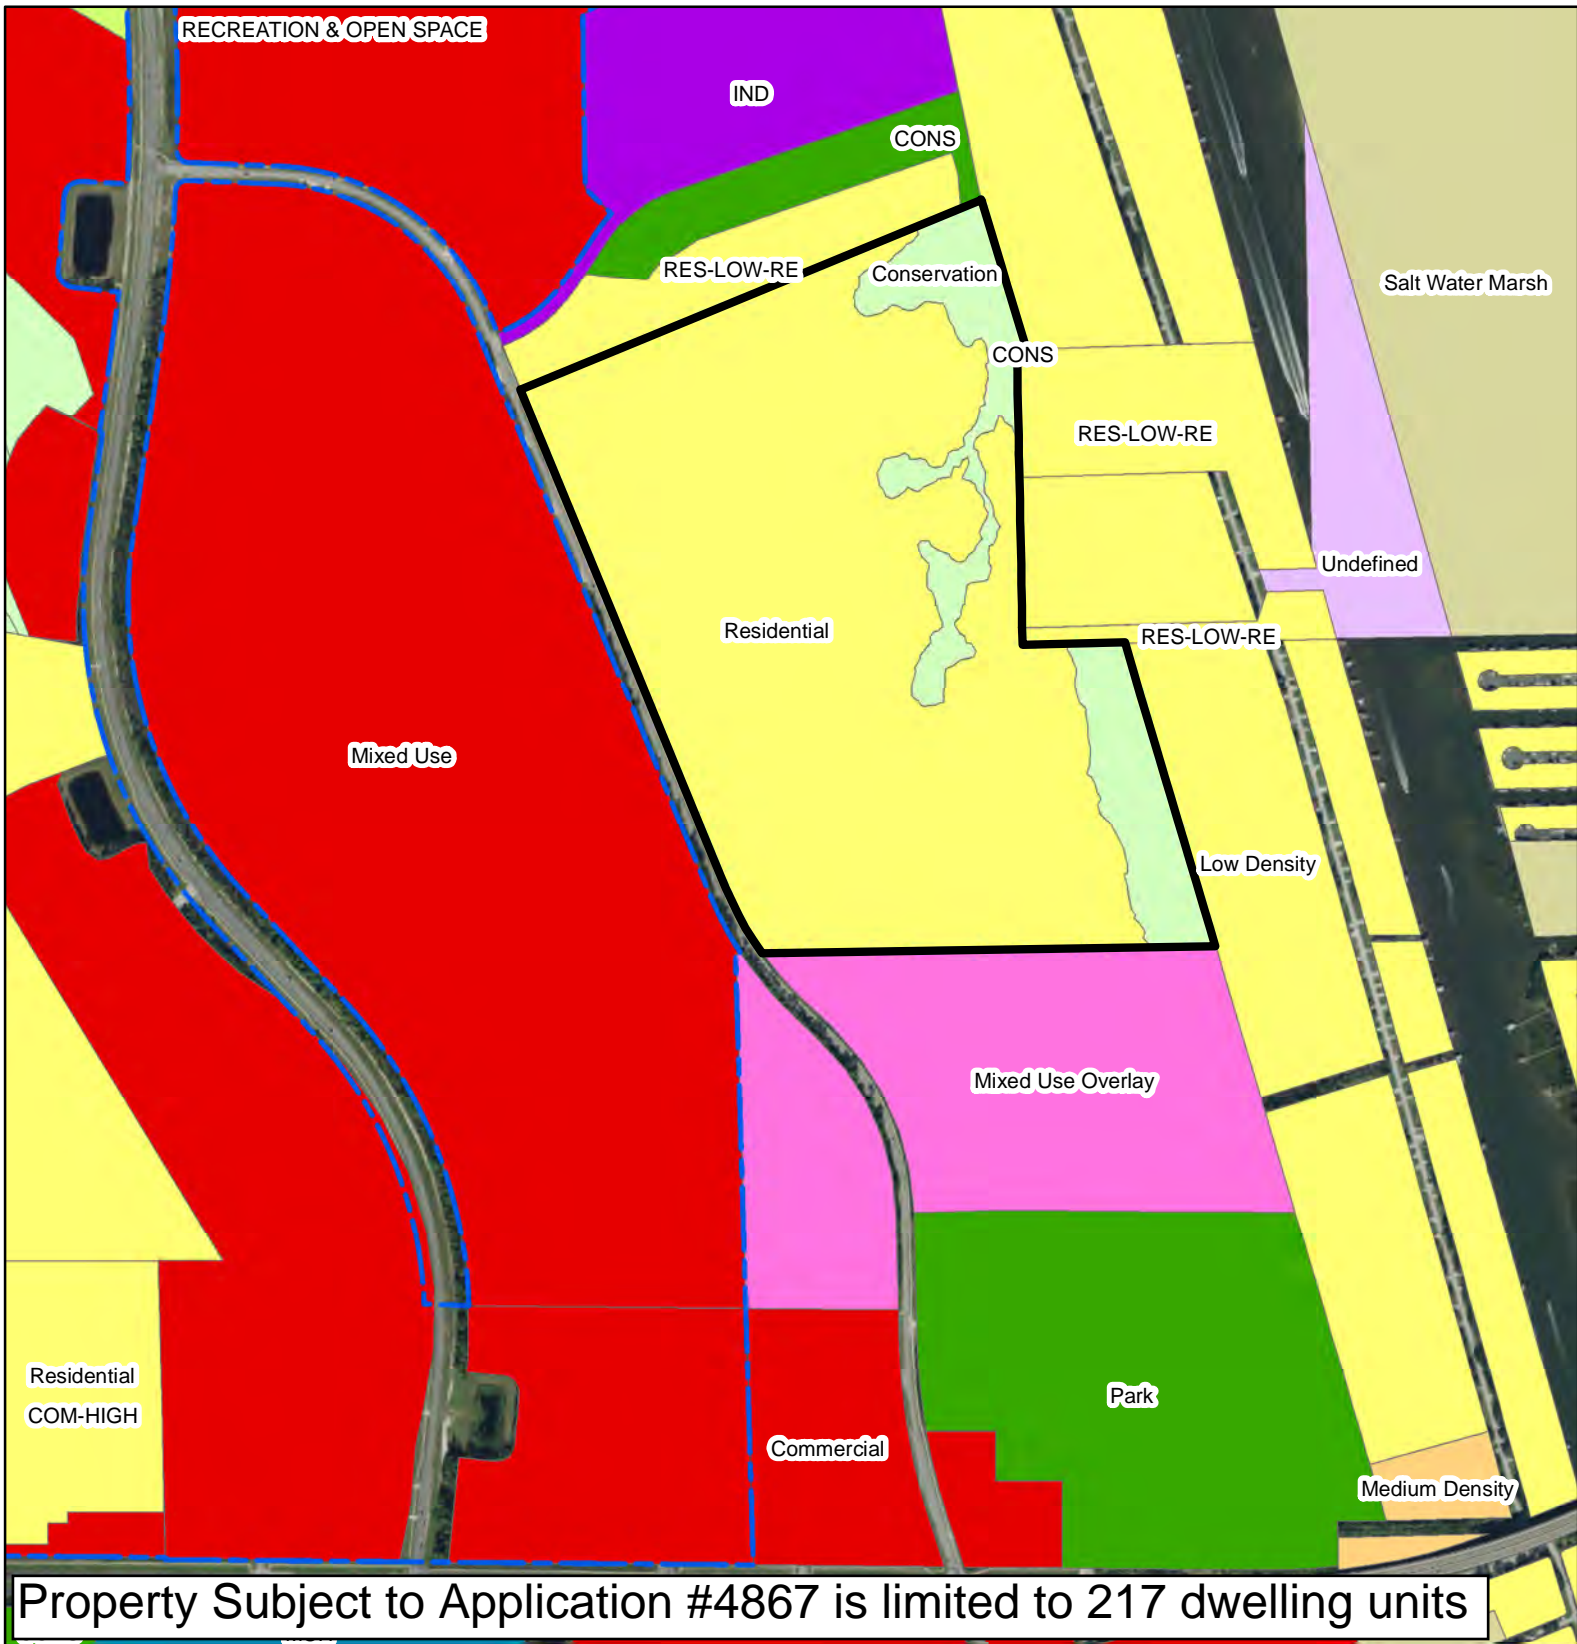 RECREATION & OPEN SPACE
IND
CONS
RES-LOW-RE
Conservation
Salt Water Marsh
CONS
RES-LOW-RE
Undefined
Residential
RES-LOW-RE
Mixed Use
Low Density
Mixed Use Overlay
Residential
COM-HIGH
Park
Commercial
Medium Density
Property Subject to Application #4867 is limited to 217 dwelling units